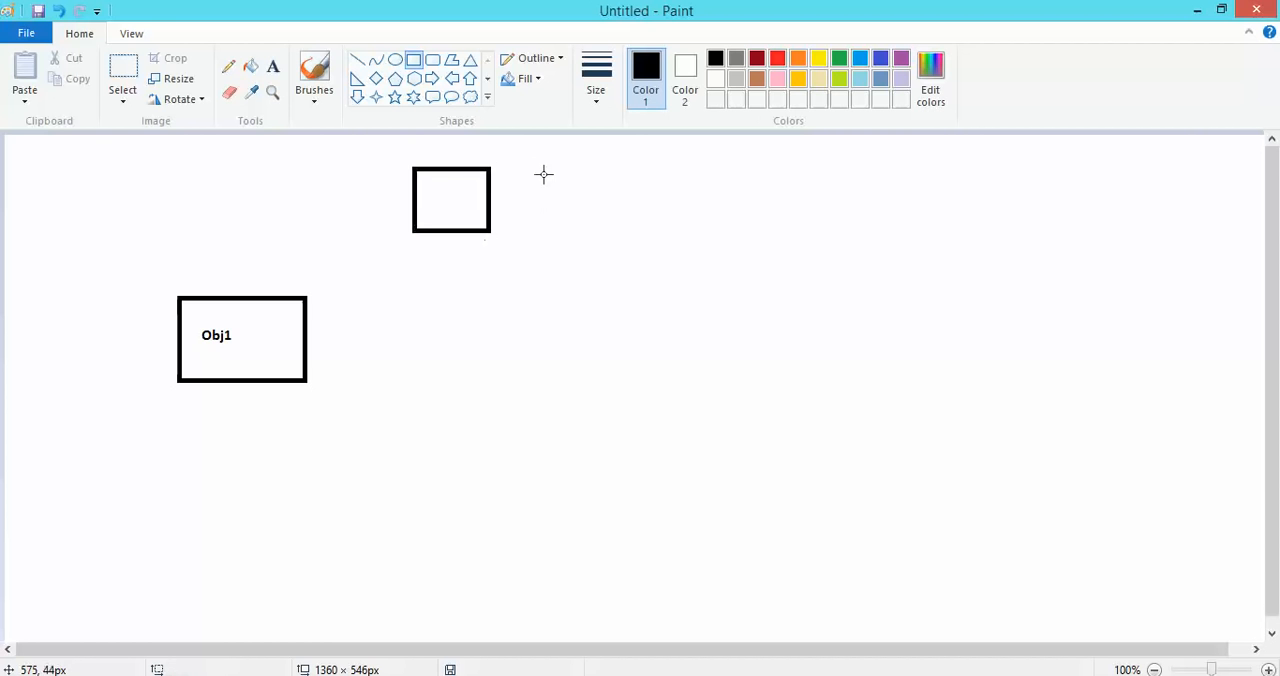 Untitled - Paint
File
Home
View
Paste
Cut
Copy
Clipboard
Select
Crop
Resize
Rotate
Image
A
Tools
Brushes
Shapes
Outline
Fill
Size
Color 1
Color 2
Edit colors
Colors
Obj1
575, 44px
1360 × 546px
100%